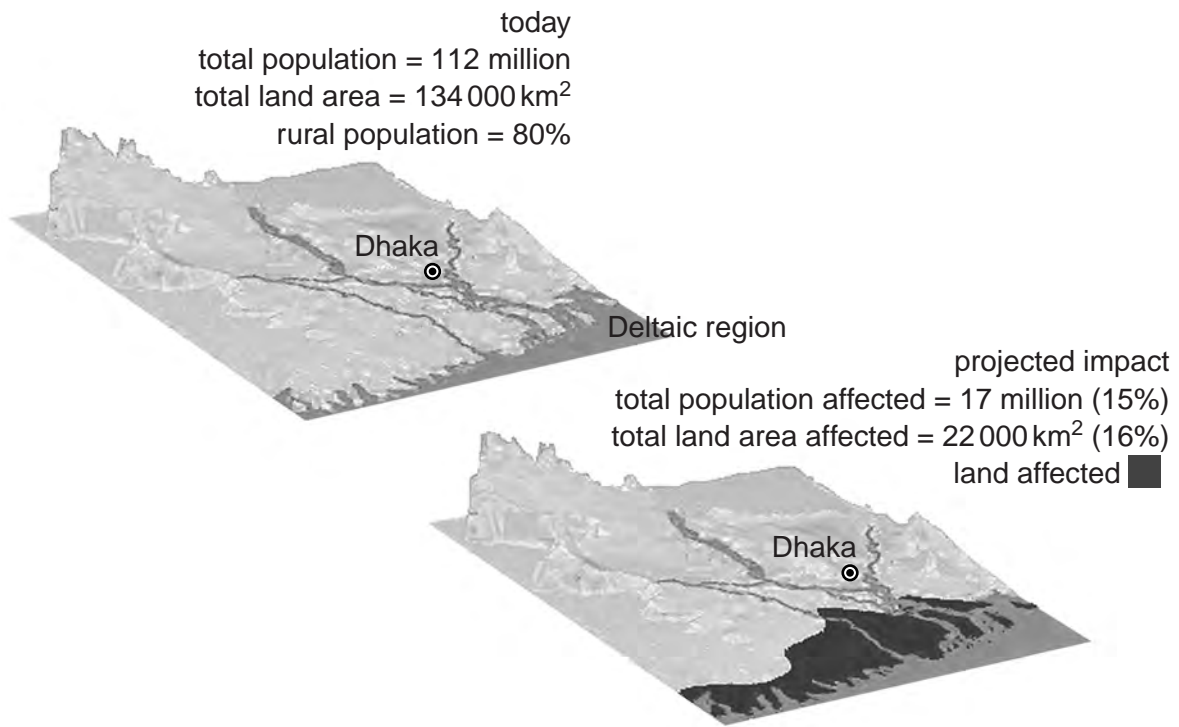 today
total population = 112 million
total land area = 134 000 km²
rural population = 80%
Dhaka
Deltaic region
projected impact
total population affected = 17 million (15%)
total land area affected = 22 000 km² (16%)
land affected
Dhaka